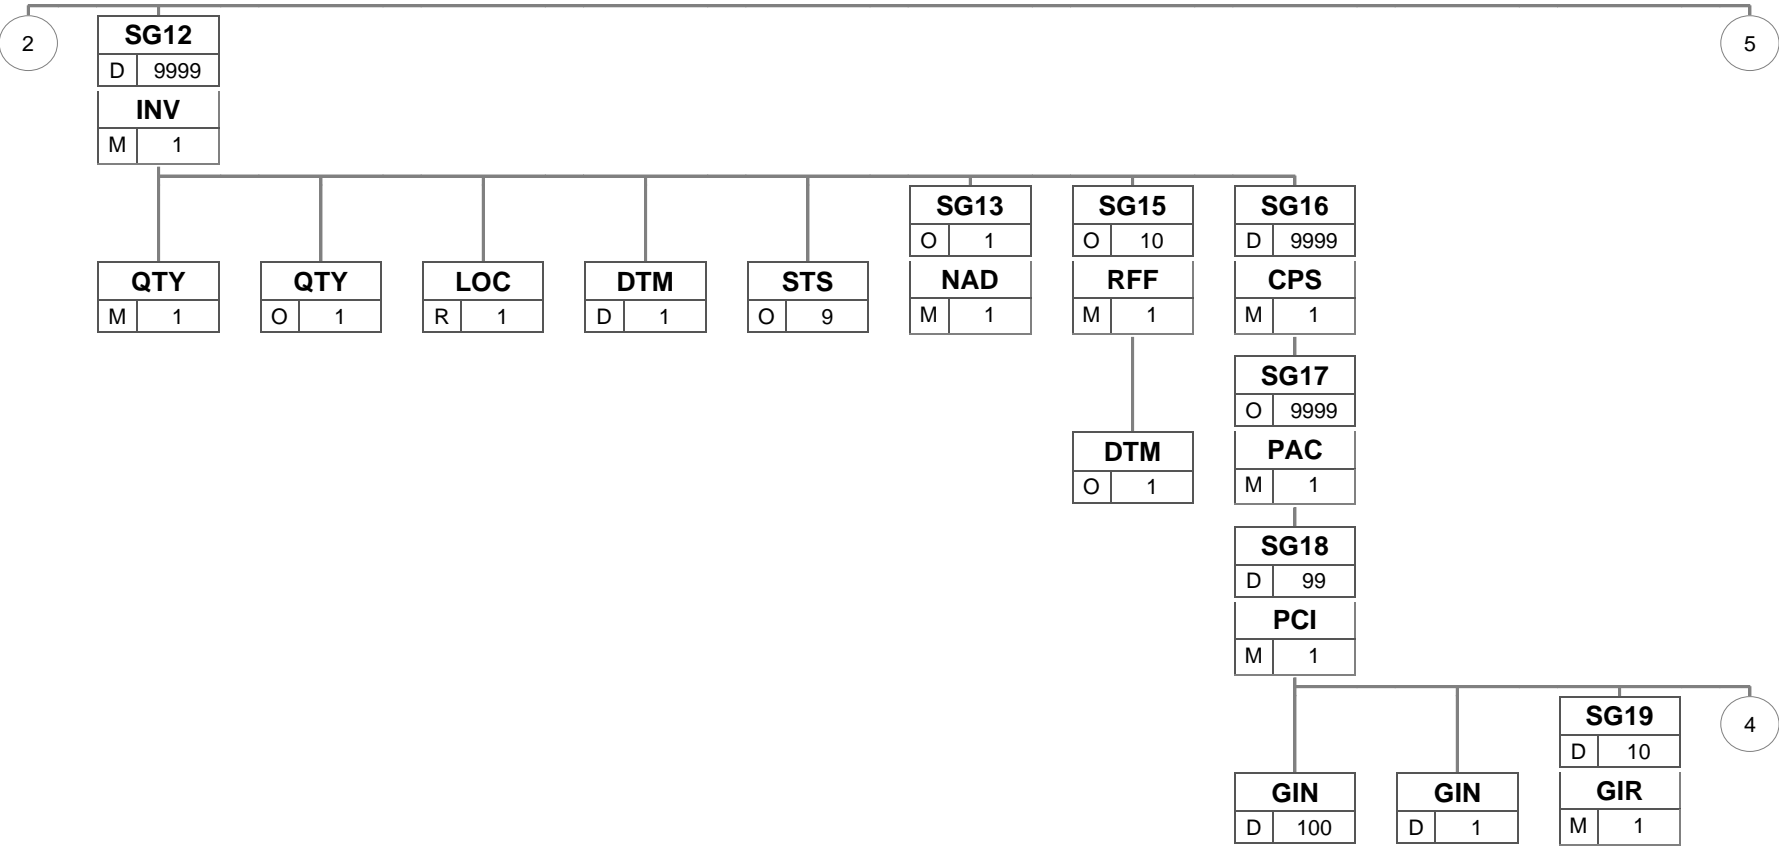 2
SG12
5
D 9999
INV
M 1
SG13 SG15 SG16
O 1 O 10 D 9999
QTY QTY LOC DTM STS NAD RFF CPS
M 1 O 1 R 1 D 1 O 9 M 1 M 1 M 1
SG17
O 9999
DTM PAC
O 1 M 1
SG18
D 99
PCI
M 1
SG19
4
D 10
GIN GIN GIR
D 100 D 1 M 1